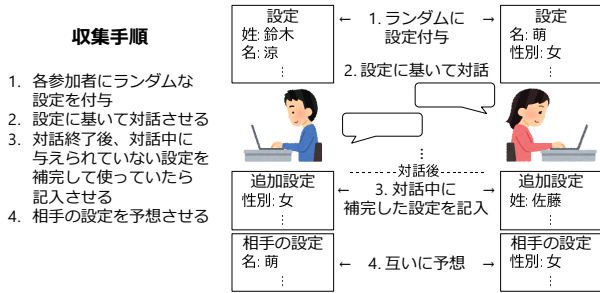 収集手順
1. 各参加者にランダムな
設定を付与
2. 設定に基いて対話させる
3. 対話終了後、対話中に
与えられていない設定を
補完して使っていたら
記入させる
4. 相手の設定を予想させる
設定
姓: 鈴木
名: 涼
⋮
← 1. ランダムに →
設定付与
設定
名: 萌
性別: 女
⋮
2. 設定に基いて対話
⋮
対話後
追加設定
性別: 女
⋮
← 3. 対話中に →
補完した設定を記入
追加設定
姓: 佐藤
⋮
相手の設定
名: 萌
⋮
← 4. 互いに予想 →
相手の設定
性別: 女
⋮